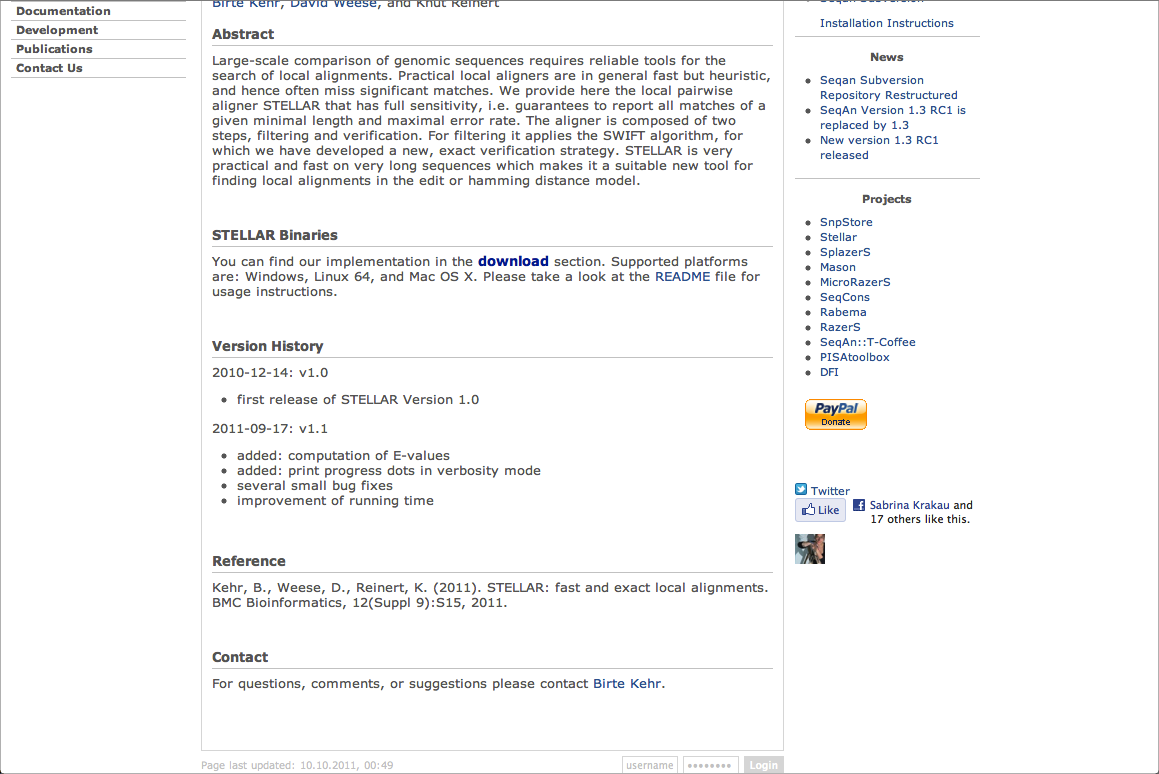 Documentation
Development
Publications
Contact Us
Birte Kehr, David Weese, and Knut Reinert
Abstract
Large-scale comparison of genomic sequences requires reliable tools for the
search of local alignments. Practical local aligners are in general fast but heuristic,
and hence often miss significant matches. We provide here the local pairwise
aligner STELLAR that has full sensitivity, i.e. guarantees to report all matches of a
given minimal length and maximal error rate. The aligner is composed of two
steps, filtering and verification. For filtering it applies the SWIFT algorithm, for
which we have developed a new, exact verification strategy. STELLAR is very
practical and fast on very long sequences which makes it a suitable new tool for
finding local alignments in the edit or hamming distance model.
STELLAR Binaries
You can find our implementation in the download section. Supported platforms
are: Windows, Linux 64, and Mac OS X. Please take a look at the README file for
usage instructions.
Version History
2010-12-14: v1.0
• first release of STELLAR Version 1.0
2011-09-17: v1.1
• added: computation of E-values
• added: print progress dots in verbosity mode
• several small bug fixes
• improvement of running time
Reference
Kehr, B., Weese, D., Reinert, K. (2011). STELLAR: fast and exact local alignments.
BMC Bioinformatics, 12(Suppl 9):S15, 2011.
Contact
For questions, comments, or suggestions please contact Birte Kehr.
Page last updated: 10.10.2011, 00:49
username
••••••••
Login
Seqan Subversion
Installation Instructions
News
• Seqan Subversion
Repository Restructured
• SeqAn Version 1.3 RC1 is
replaced by 1.3
• New version 1.3 RC1
released
Projects
• SnpStore
• Stellar
• SplazerS
• Mason
• MicroRazerS
• SeqCons
• Rabema
• RazerS
• SeqAn::T-Coffee
• PISAtoolbox
• DFI
PayPal
Donate
Twitter
Like
Sabrina Krakau and
17 others like this.